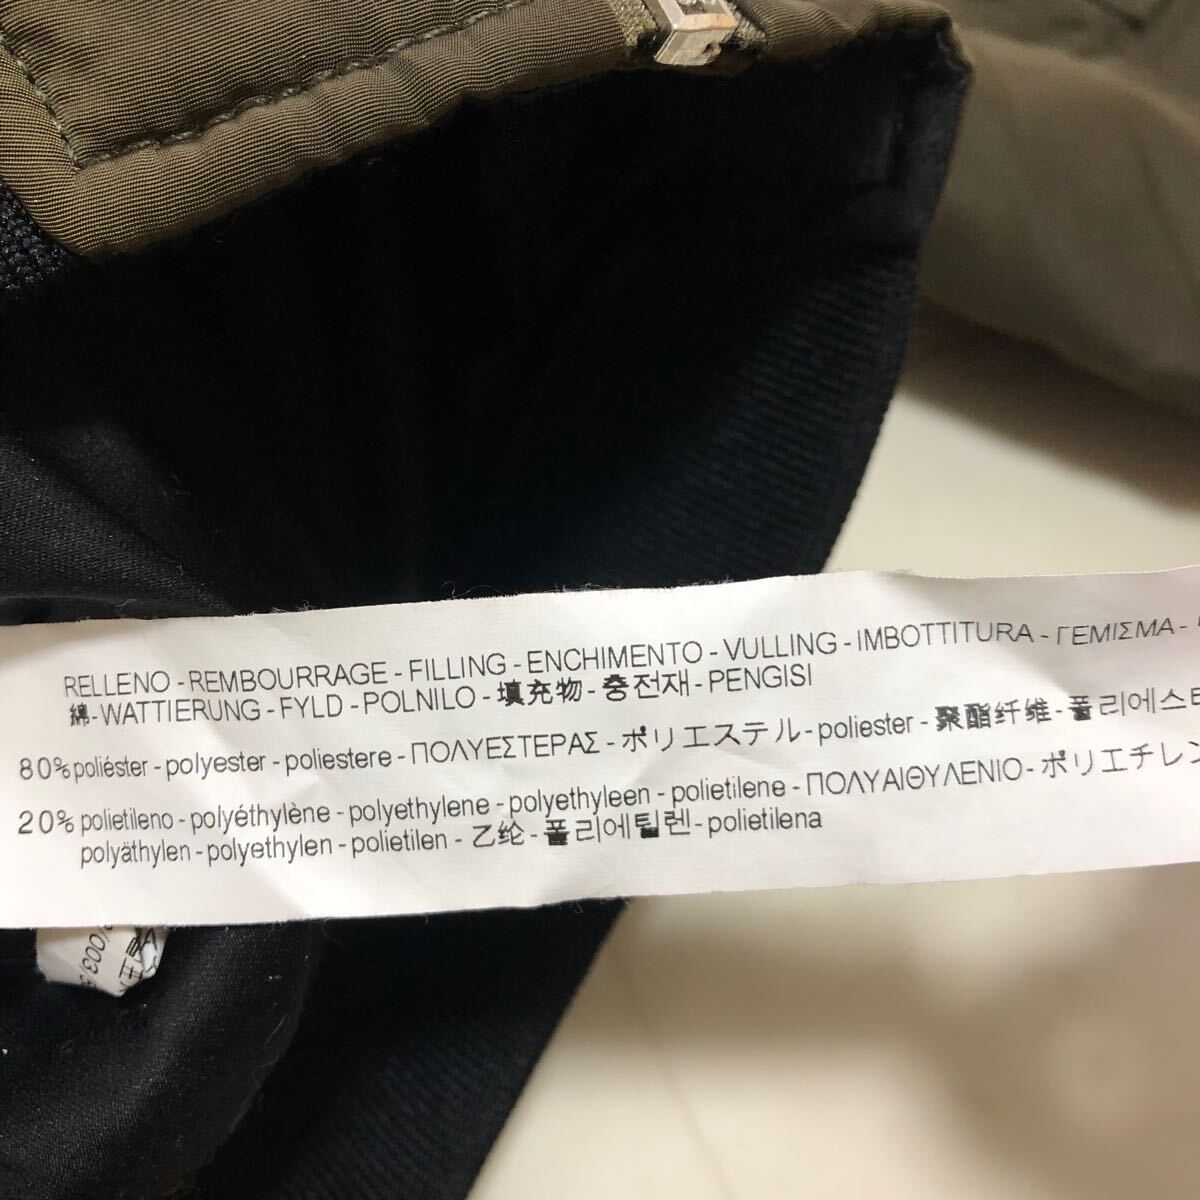 RELLENO - REMBOURRAGE - FILLING - ENCHIMENTO - VULLING - IMBOTTITURA - ΓΕΜΙΣΜΑ -
綿 - WATTIERUNG - FYLD - POLNILO - 填充物 - 충전재 - PENGISI
80% poliéster - polyester - poliestere - ΠΟΛΥΕΣΤΕΡΑΣ - ポリエステル - poliester - 聚酯纤维 - 폴리에스터
20% polietileno - polyéthylène - polyethylene - polyethyleen - polietilene - ΠΟΛΥΑΙΘΥΛΕΝΙΟ - ポリエチレン
polyäthylen - polyethylen - polietilen - 乙纶 - 폴리에틸렌 - polietilena